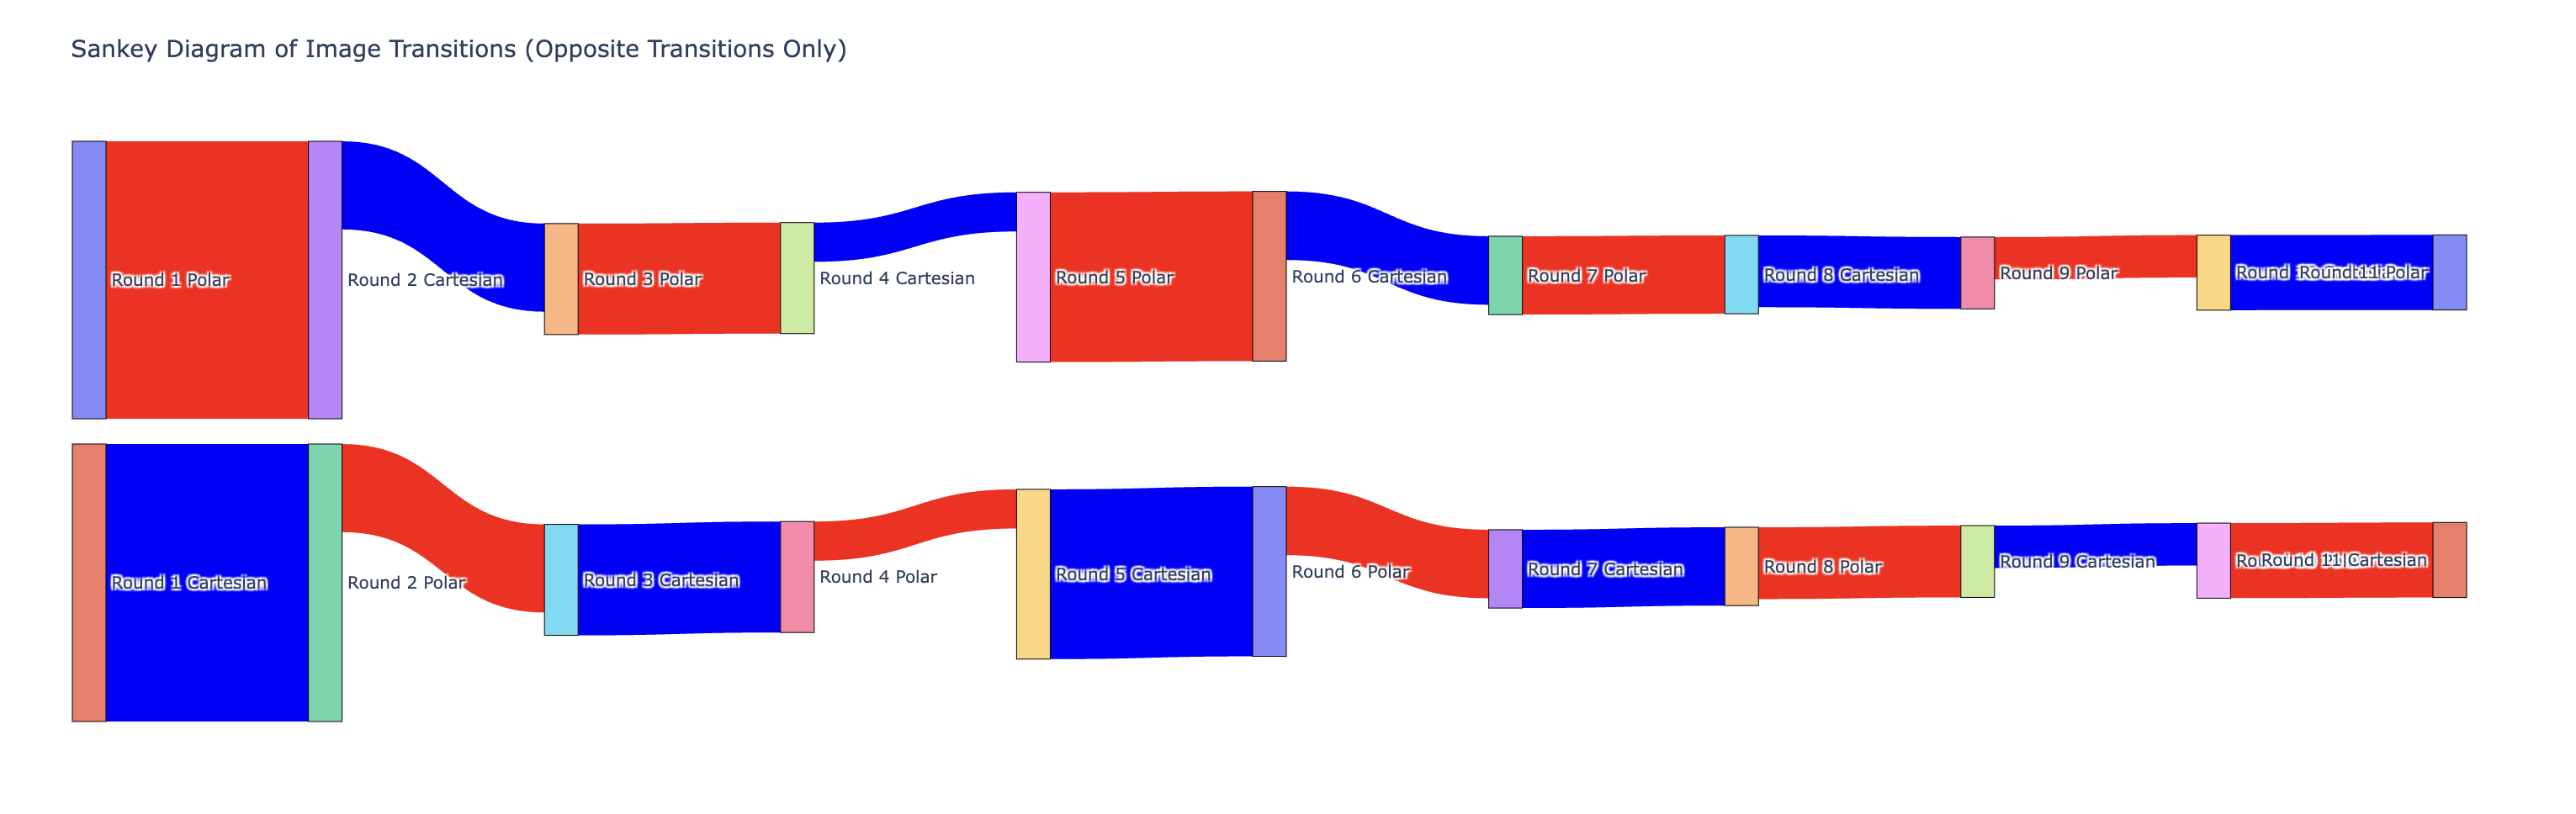 Sankey Diagram of Image Transitions (Opposite Transitions Only)
Round 1 Polar
Round 2 Cartesian
Round 3 Polar
Round 4 Cartesian
Round 5 Polar
Round 6 Cartesian
Round 7 Polar
Round 8 Cartesian
Round 9 Polar
Round
Round 11 Polar
Round 1 Cartesian
Round 2 Polar
Round 3 Cartesian
Round 4 Polar
Round 5 Cartesian
Round 6 Polar
Round 7 Cartesian
Round 8 Polar
Round 9 Cartesian
Round 11 Cartesian